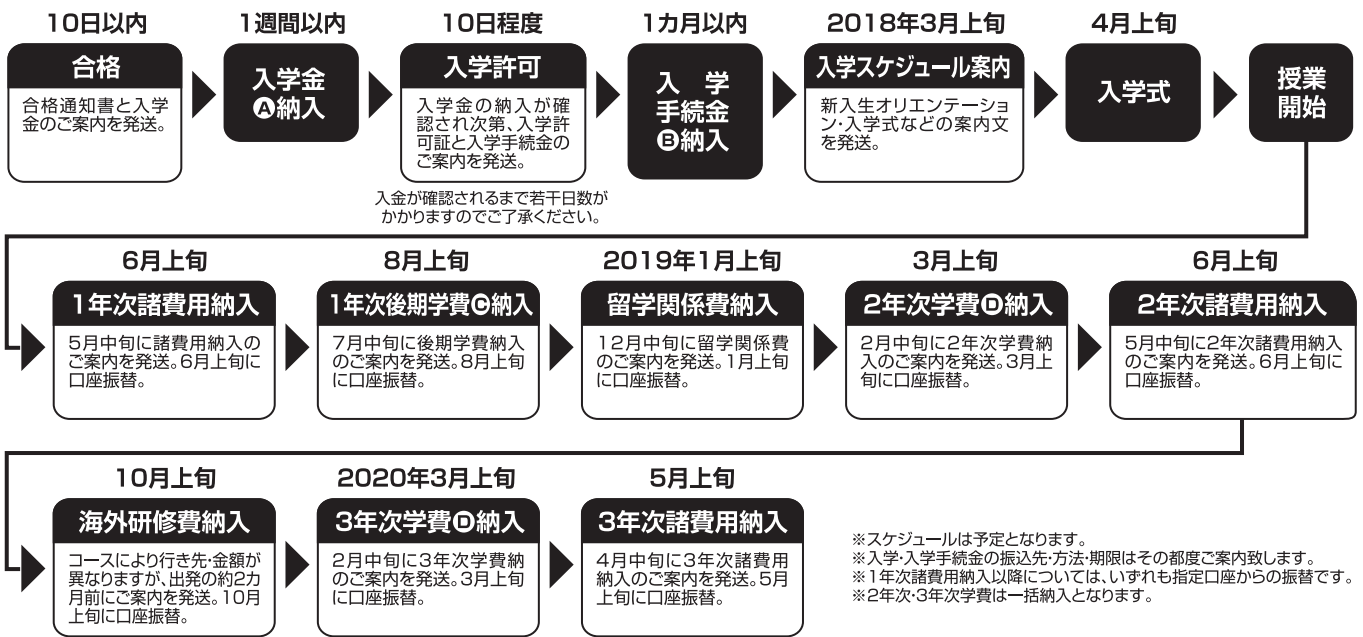 10日以内
合格
合格通知書と入学
金のご案内を発送。
1週間以内
入学金
Ⓐ納入
10日程度
入学許可
入学金の納入が確
認され次第、入学許
可証と入学手続金の
ご案内を発送。
入金が確認されるまで若干日数が
かかりますのでご了承ください。
1カ月以内
入 学
手続金
Ⓑ納入
2018年3月上旬
入学スケジュール案内
新入生オリエンテーショ
ン・入学式などの案内文
を発送。
4月上旬
入学式
授業
開始
6月上旬
1年次諸費用納入
5月中旬に諸費用納入の
ご案内を発送。6月上旬に
口座振替。
8月上旬
1年次後期学費Ⓒ納入
7月中旬に後期学費納入
のご案内を発送。8月上旬
に口座振替。
2019年1月上旬
留学関係費納入
12月中旬に留学関係費
のご案内を発送。1月上旬
に口座振替。
3月上旬
2年次学費Ⓓ納入
2月中旬に2年次学費納
入のご案内を発送。3月上
旬に口座振替。
6月上旬
2年次諸費用納入
5月中旬に2年次諸費用納入
のご案内を発送。6月上旬に
口座振替。
10月上旬
海外研修費納入
コースにより行き先・金額が
異なりますが、出発の約2カ
月前にご案内を発送。10月
上旬に口座振替。
2020年3月上旬
3年次学費Ⓓ納入
2月中旬に3年次学費納
のご案内を発送。3月上旬
に口座振替。
5月上旬
3年次諸費用納入
4月中旬に3年次諸費用
納入のご案内を発送。5月
上旬に口座振替。
※スケジュールは予定となります。
※入学・入学手続金の振込先・方法・期限はその都度ご案内致します。
※1年次諸費用納入以降については、いずれも指定口座からの振替です。
※2年次・3年次学費は一括納入となります。